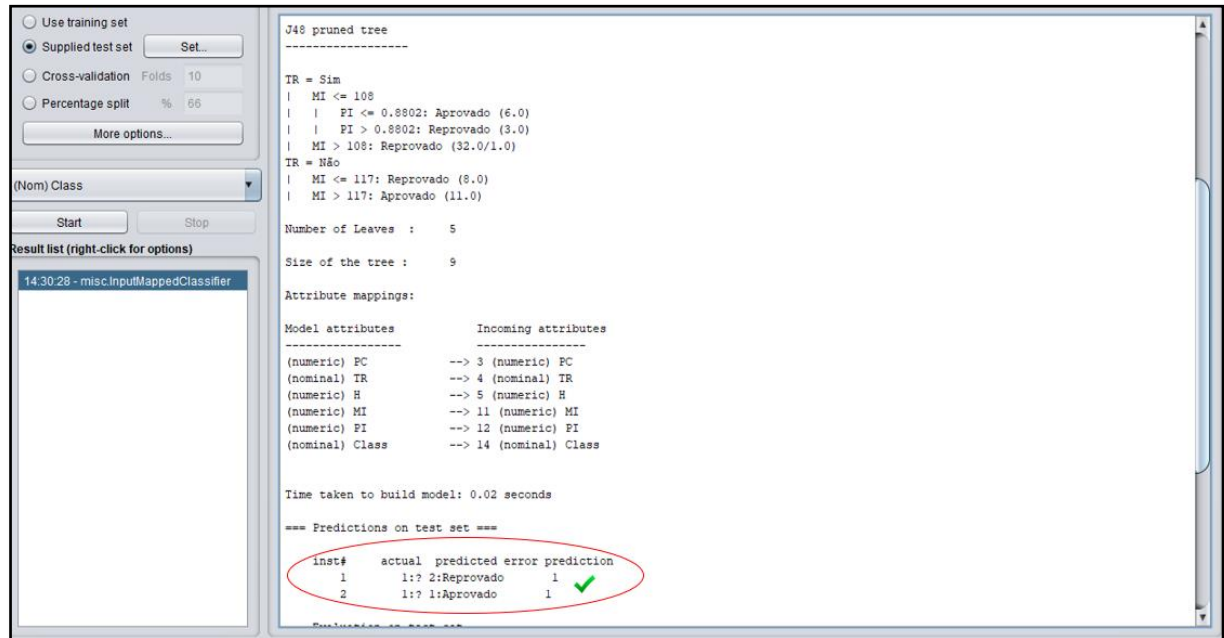 Use training set
Supplied test set Set...
Cross-validation Folds 10
Percentage split % 66
More options...
(Nom) Class
Start Stop
Result list (right-click for options)
14:30:28 - misc.InputMappedClassifier
J48 pruned tree
------------------
TR = Sim
|   MI <= 108
|   |   PI <= 0.8802: Aprovado (6.0)
|   |   PI > 0.8802: Reprovado (3.0)
|   MI > 108: Reprovado (32.0/1.0)
TR = Não
|   MI <= 117: Reprovado (8.0)
|   MI > 117: Aprovado (11.0)
Number of Leaves  :     5
Size of the tree :     9
Attribute mappings:
Model attributes            Incoming attributes
-----------------           ----------------
(numeric) PC            --> 3 (numeric) PC
(nominal) TR            --> 4 (nominal) TR
(numeric) H             --> 5 (numeric) H
(numeric) MI            --> 11 (numeric) MI
(numeric) PI            --> 12 (numeric) PI
(nominal) Class         --> 14 (nominal) Class
Time taken to build model: 0.02 seconds
=== Predictions on test set ===
inst#     actual  predicted error prediction
1        1:? 2:Reprovado       1
2        1:? 1:Aprovado       1